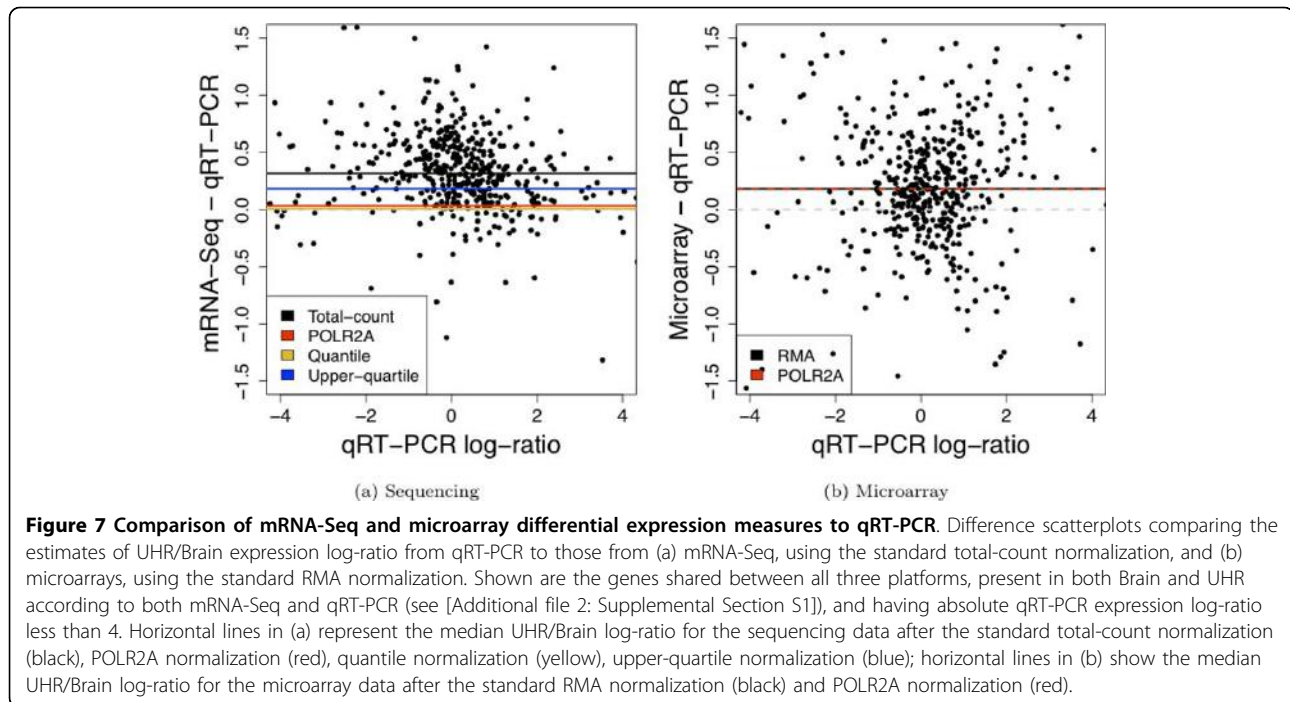 1.5
1.0
0.5
0.0
−0.5
−1.0
−1.5
mRNA−Seq − qRT−PCR
Total−count
POLR2A
Quantile
Upper−quartile
−4 −2 0 2 4
qRT−PCR log−ratio
(a) Sequencing
1.5
1.0
0.5
0.0
−0.5
−1.0
−1.5
Microarray − qRT−PCR
RMA
POLR2A
−4 −2 0 2 4
qRT−PCR log−ratio
(b) Microarray
Figure 7 Comparison of mRNA-Seq and microarray differential expression measures to qRT-PCR. Difference scatterplots comparing the
estimates of UHR/Brain expression log-ratio from qRT-PCR to those from (a) mRNA-Seq, using the standard total-count normalization, and (b)
microarrays, using the standard RMA normalization. Shown are the genes shared between all three platforms, present in both Brain and UHR
according to both mRNA-Seq and qRT-PCR (see [Additional file 2: Supplemental Section S1]), and having absolute qRT-PCR expression log-ratio
less than 4. Horizontal lines in (a) represent the median UHR/Brain log-ratio for the sequencing data after the standard total-count normalization
(black), POLR2A normalization (red), quantile normalization (yellow), upper-quartile normalization (blue); horizontal lines in (b) show the median
UHR/Brain log-ratio for the microarray data after the standard RMA normalization (black) and POLR2A normalization (red).